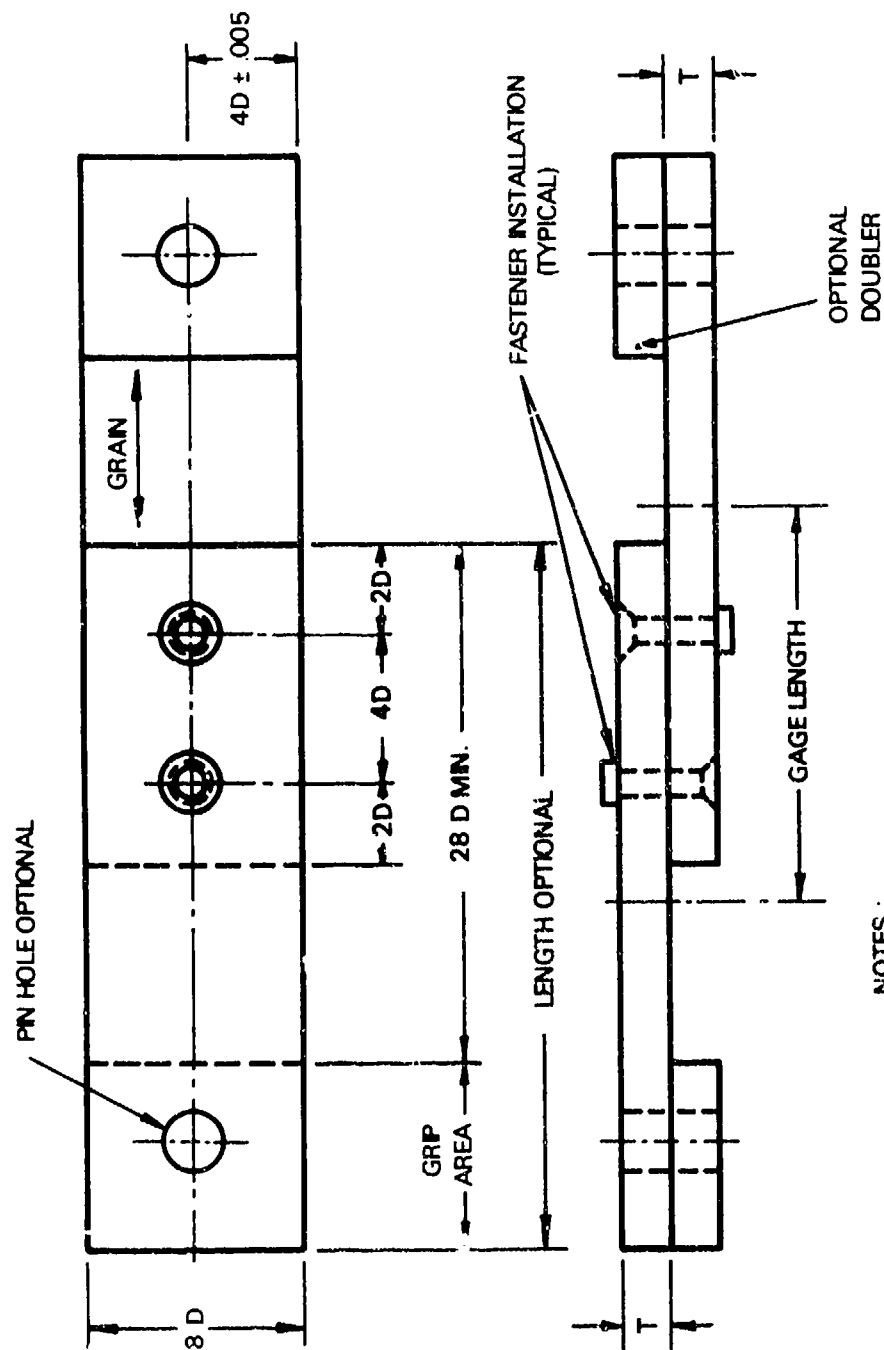 4D ± .005
PIN HOLE OPTIONAL
GRAIN
8 D
2D
4D
2D
28 D MIN.
GRIP
AREA
LENGTH OPTIONAL
FASTENER INSTALLATION
(TYPICAL)
T
T
OPTIONAL
DOUBLER
GAGE LENGTH
NOTES :